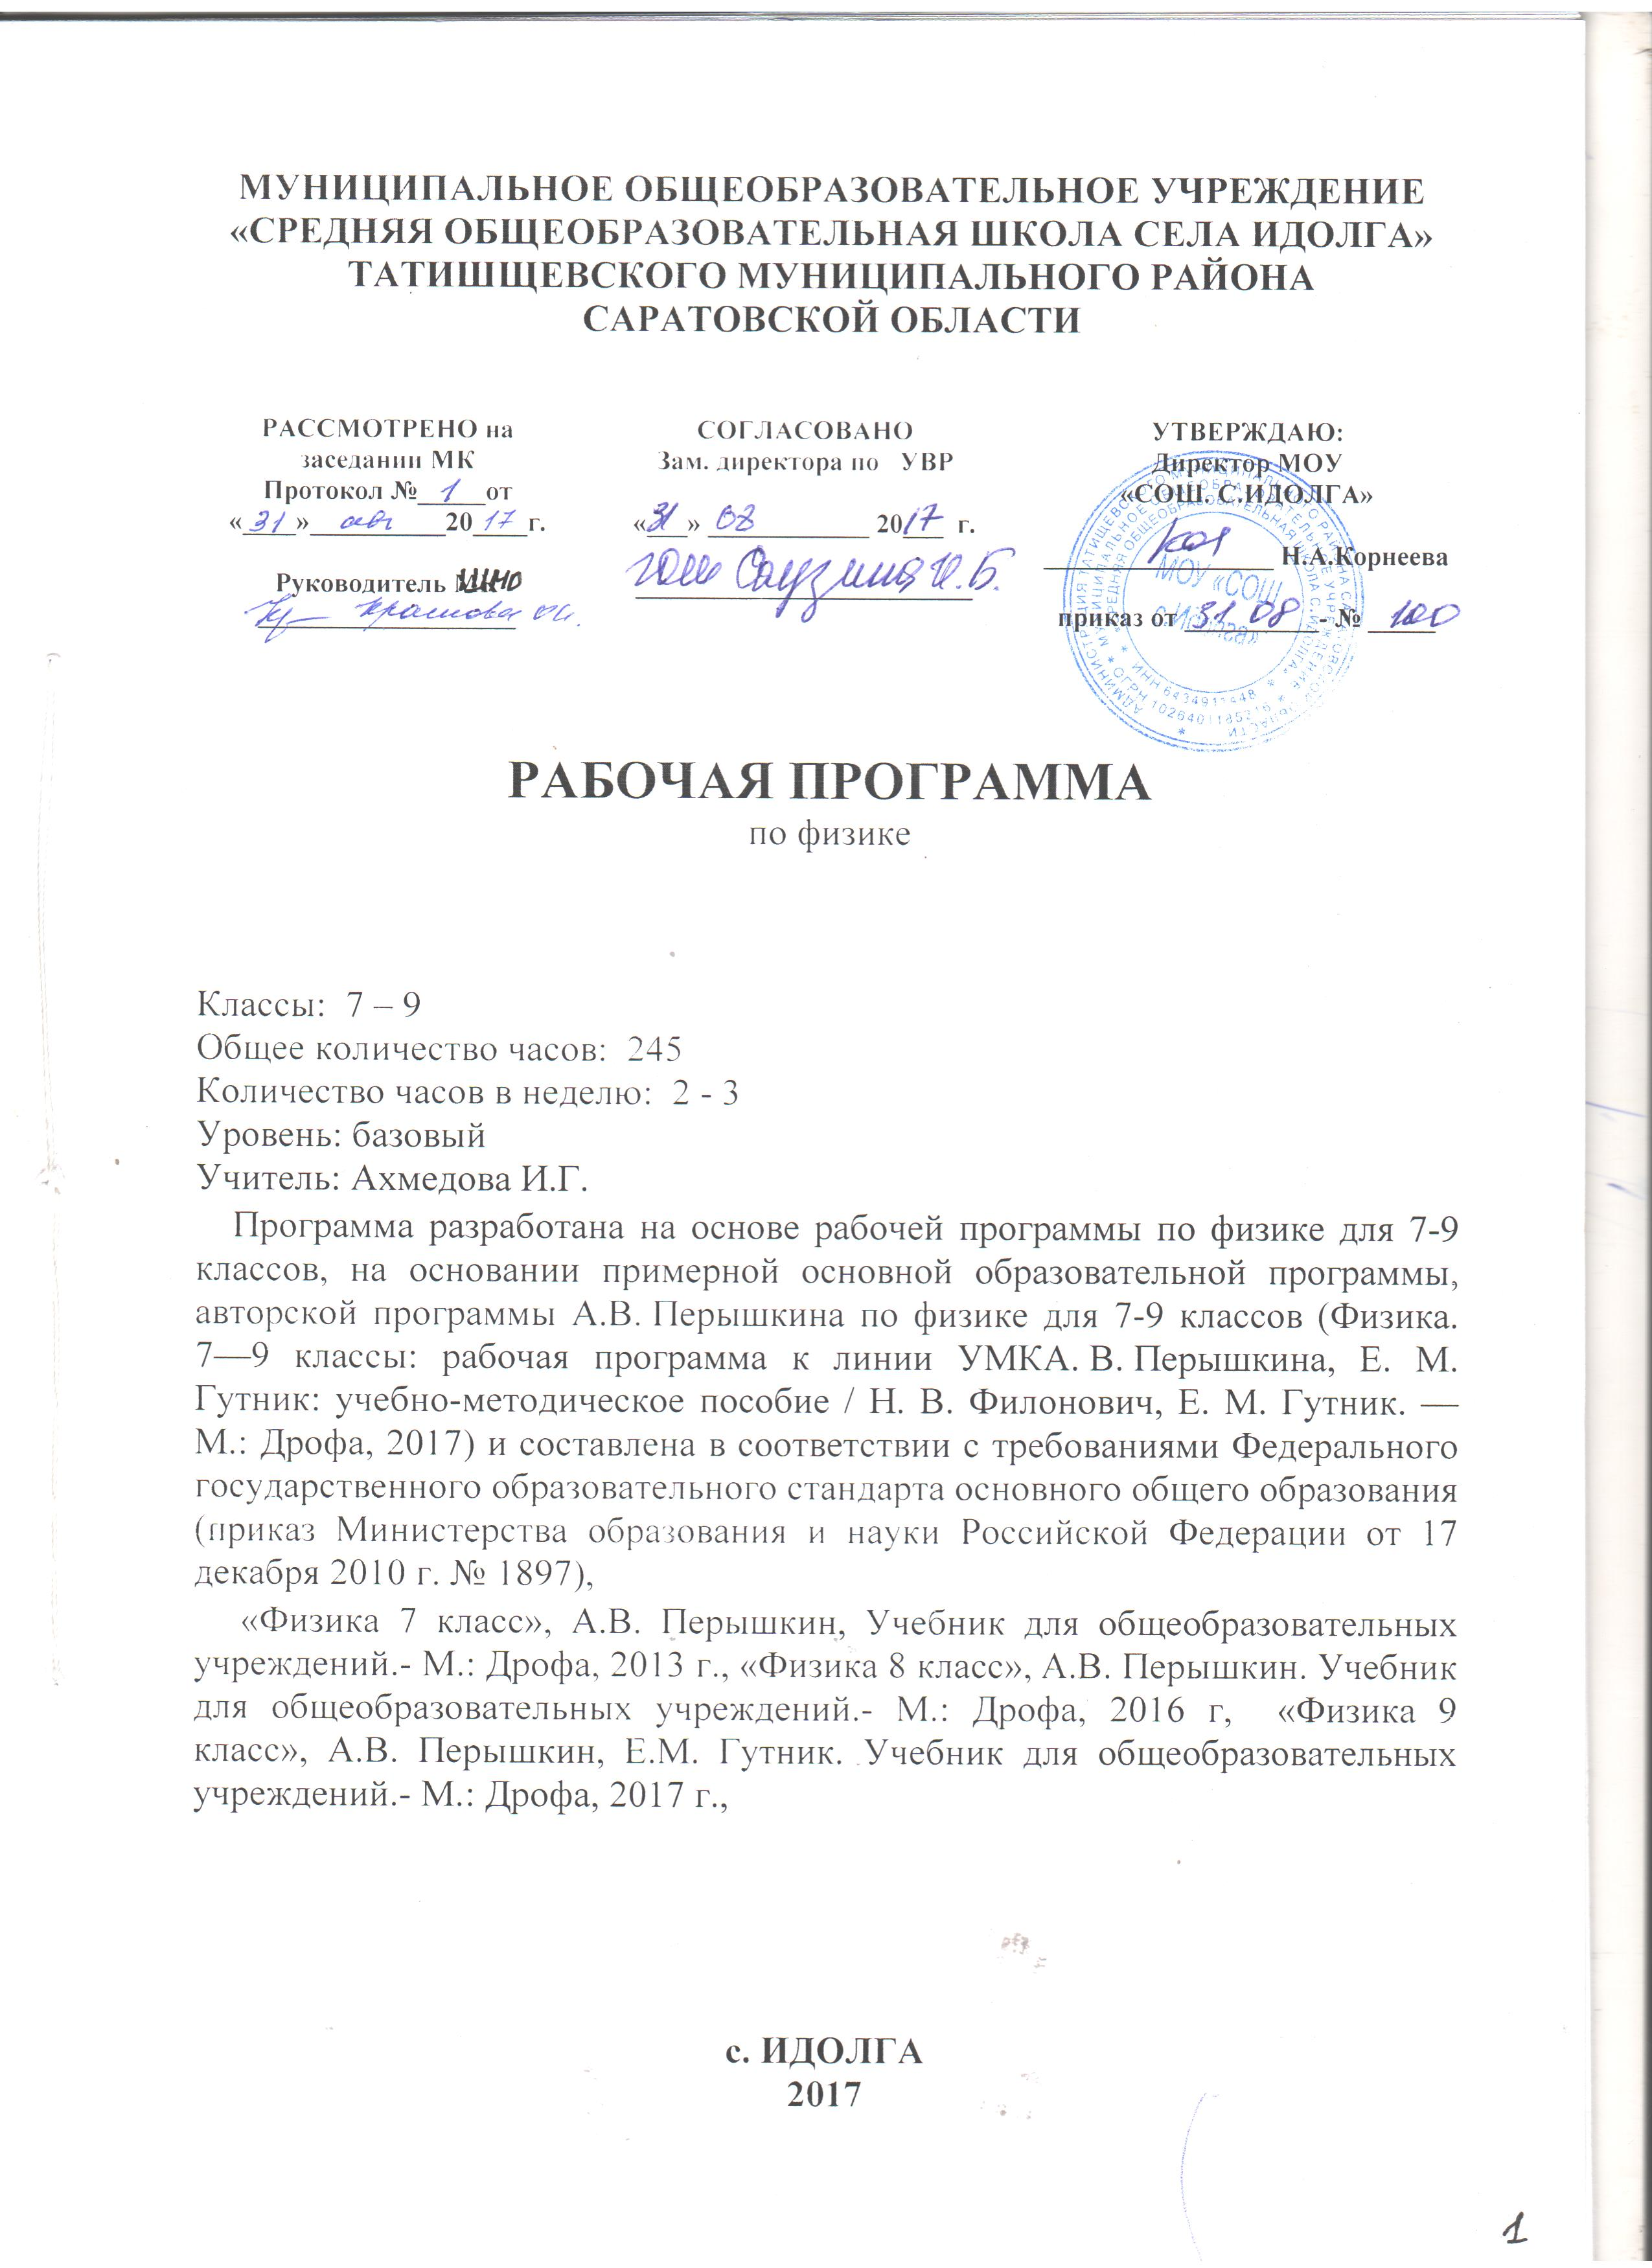 МУНИЦИПАЛЬНОЕ ОБЩЕОБРАЗОВАТЕЛЬНОЕ УЧРЕЖДЕНИЕ
«СРЕДНЯЯ ОБЩЕОБРАЗОВАТЕЛЬНАЯ ШКОЛА СЕЛА ИДОЛГА»
ТАТИШЩЕВСКОГО МУНИЦИПАЛЬНОГО РАЙОНА
САРАТОВСКОЙ ОБЛАСТИ
РАССМОТРЕНО на
заседании МК
Протокол № 1 от
«31» авг 2017г.
Руководитель ШМО
СОГЛАСОВАНО
Зам. директора по УВР
«31» 08 2017 г.
УТВЕРЖДАЮ:
Директор МОУ
«СОШ. С.ИДОЛГА»
Н.А.Корнеева
приказ от 31.08 - № 100
МОУ «СОШ
с.Идолга»
РАБОЧАЯ ПРОГРАММА
по физике
Классы: 7 – 9
Общее количество часов: 245
Количество часов в неделю: 2 - 3
Уровень: базовый
Учитель: Ахмедова И.Г.
Программа разработана на основе рабочей программы по физике для 7-9
классов, на основании примерной основной образовательной программы,
авторской программы А.В. Перышкина по физике для 7-9 классов (Физика.
7—9 классы: рабочая программа к линии УМКА. В. Перышкина, Е. М.
Гутник: учебно-методическое пособие / Н. В. Филонович, Е. М. Гутник. —
М.: Дрофа, 2017) и составлена в соответствии с требованиями Федерального
государственного образовательного стандарта основного общего образования
(приказ Министерства образования и науки Российской Федерации от 17
декабря 2010 г. № 1897),
«Физика 7 класс», А.В. Перышкин, Учебник для общеобразовательных
учреждений.- М.: Дрофа, 2013 г., «Физика 8 класс», А.В. Перышкин. Учебник
для общеобразовательных учреждений.- М.: Дрофа, 2016 г, «Физика 9
класс», А.В. Перышкин, Е.М. Гутник. Учебник для общеобразовательных
учреждений.- М.: Дрофа, 2017 г.,
с. ИДОЛГА
2017
1